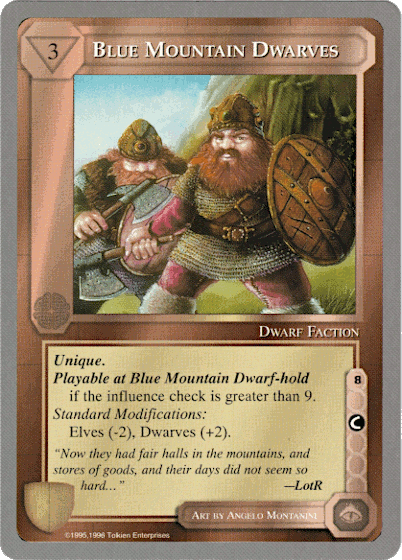 3
BLUE MOUNTAIN DWARVES
DWARF FACTION
Unique.
Playable at Blue Mountain Dwarf-hold
if the influence check is greater than 9.
Standard Modifications:
Elves (-2), Dwarves (+2).
"Now they had fair halls in the mountains, and
stores of goods, and their days did not seem so
hard..." —LotR
8
C
ART BY ANGELO MONTANINI
©1995,1996 Tolkien Enterprises